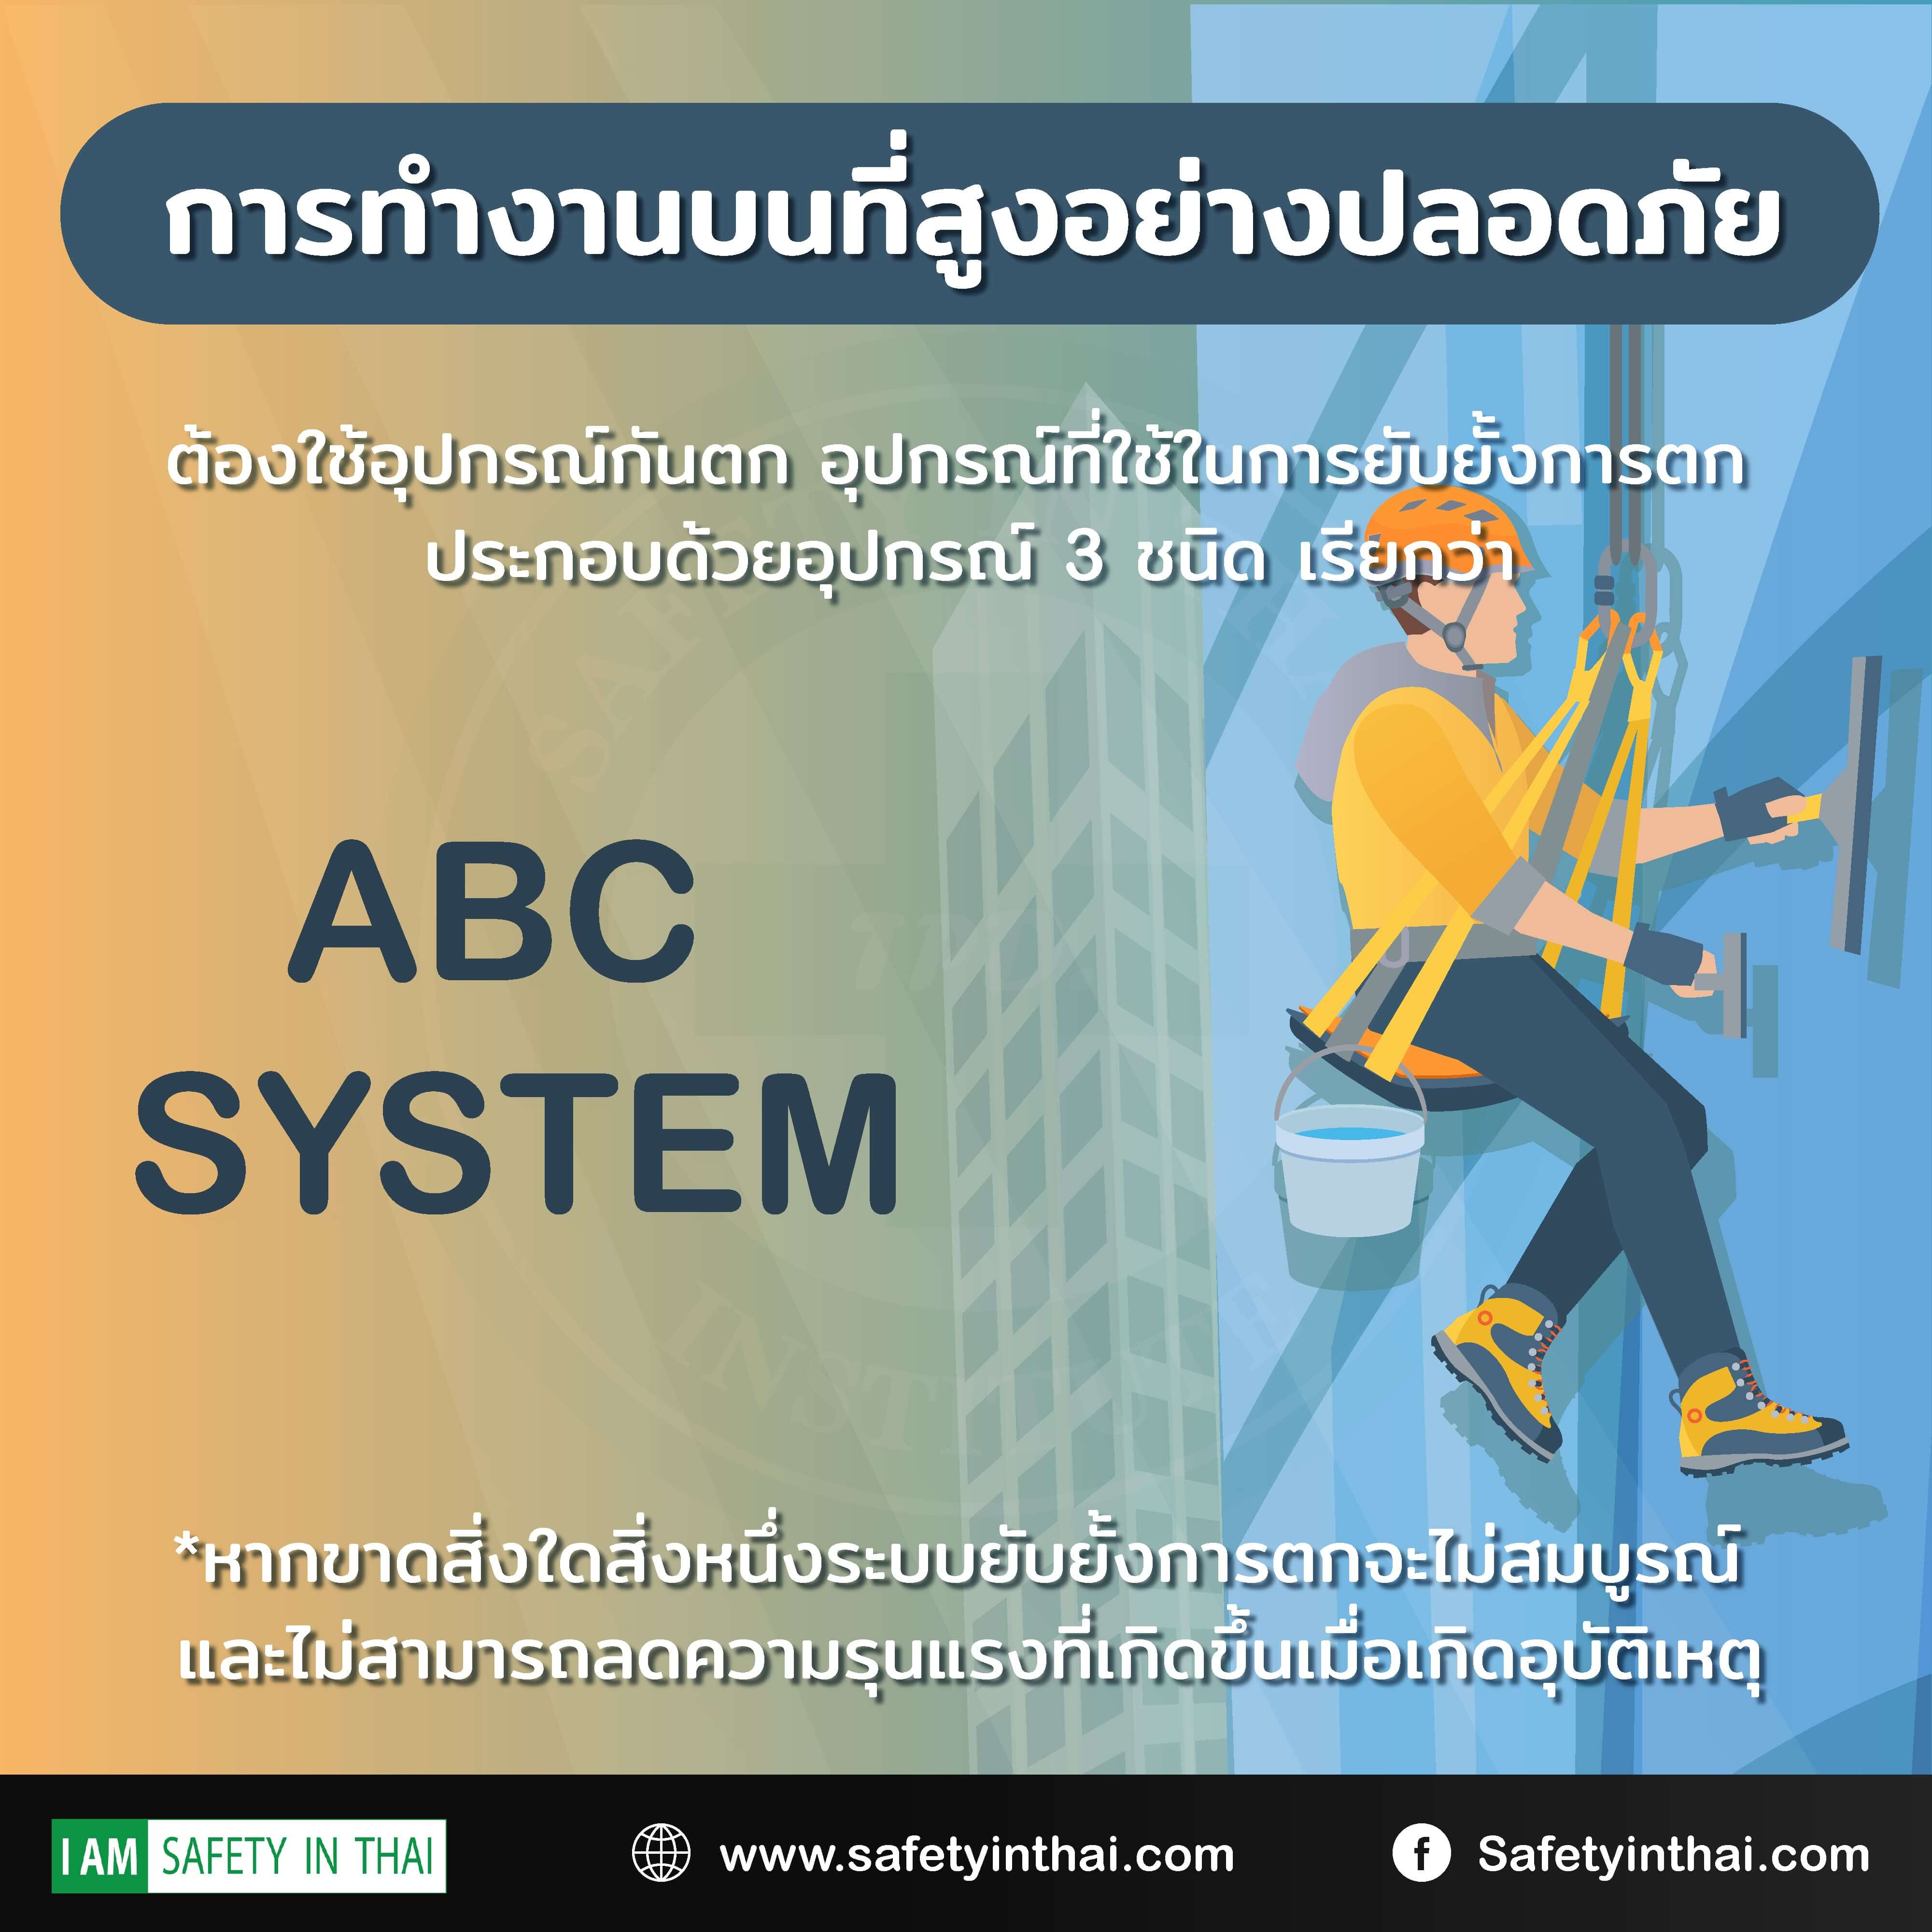 การทำงานบนที่สูงอย่างปลอดภัย
ต้องใช้อุปกรณ์กันตก อุปกรณ์ที่ใช้ในการยับยั้งการตก
ประกอบด้วยอุปกรณ์ 3 ชนิด เรียกว่า
ABC
SYSTEM
*หากขาดสิ่งใดสิ่งหนึ่งระบบยับยั้งการตกจะไม่สมบูรณ์
และไม่สามารถลดความรุนแรงที่เกิดขึ้นเมื่อเกิดอุบัติเหตุ
I AM SAFETY IN THAI
www.safetyinthai.com
f Safetyinthai.com